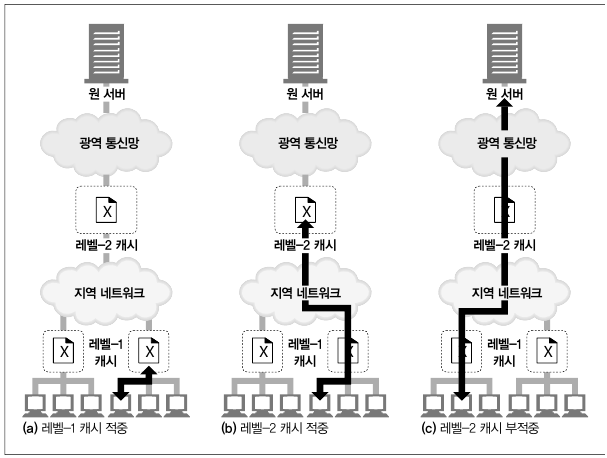 원 서버
원 서버
원 서버
광역 통신망
광역 통신망
광역 통신망
X
X
X
레벨-2 캐시
레벨-2 캐시
레벨-2 캐시
지역 네트워크
지역 네트워크
지역 네트워크
X
레벨-1
캐시
X
X
레벨-1
캐시
X
X
레벨-1
캐시
X
(a) 레벨-1 캐시 적중
(b) 레벨-2 캐시 적중
(c) 레벨-2 캐시 부적중